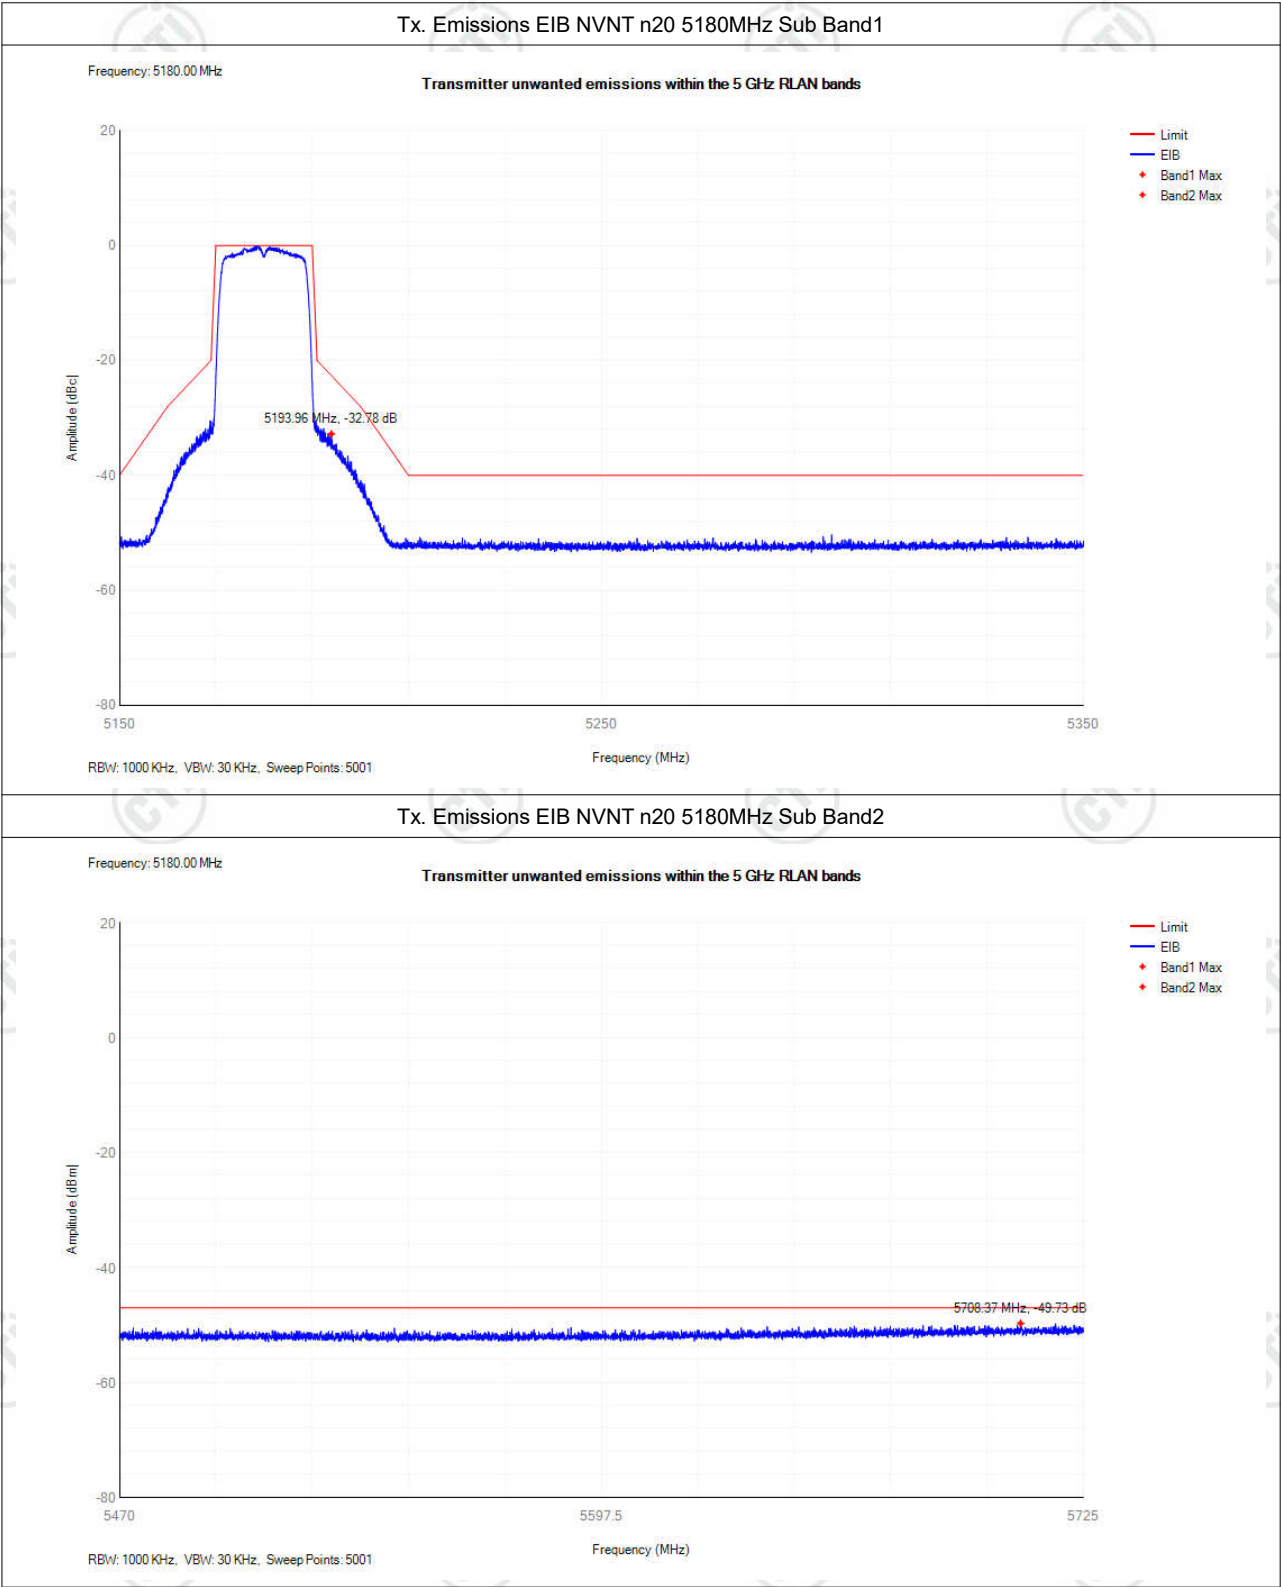 Tx. Emissions EIB NVNT n20 5180MHz Sub Band1
Frequency: 5180.00 MHz
Transmitter unwanted emissions within the 5 GHz RLAN bands
Limit
EIB
Band1 Max
Band2 Max
20
0
-20
-40
-60
-80
Amplitude [dBc]
5193.96 MHz, -32.78 dB
5150
5250
5350
Frequency (MHz)
RBW: 1000 KHz, VBW: 30 KHz, Sweep Points: 5001
Tx. Emissions EIB NVNT n20 5180MHz Sub Band2
Frequency: 5180.00 MHz
Transmitter unwanted emissions within the 5 GHz RLAN bands
Limit
EIB
Band1 Max
Band2 Max
20
0
-20
-40
-60
-80
Amplitude [dBm]
5708.37 MHz, -49.73 dB
5470
5597.5
5725
Frequency (MHz)
RBW: 1000 KHz, VBW: 30 KHz, Sweep Points: 5001